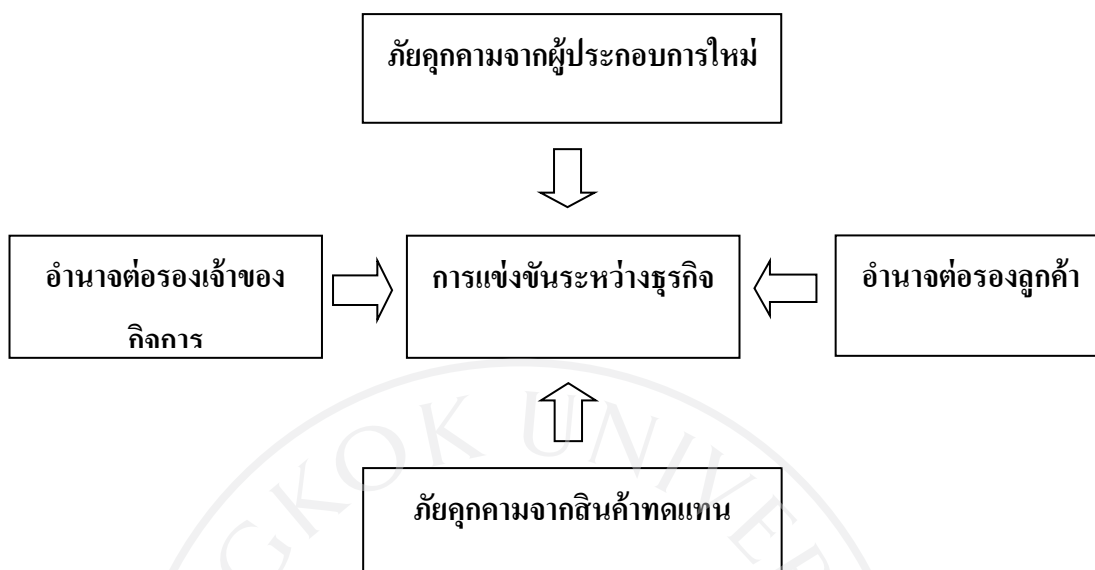 ภัยคุกคามจากผู้ประกอบการใหม่
อำนาจต่อรองเจ้าของ
กิจการ
การแข่งขันระหว่างธุรกิจ
อำนาจต่อรองลูกค้า
ภัยคุกคามจากสินค้าทดแทน